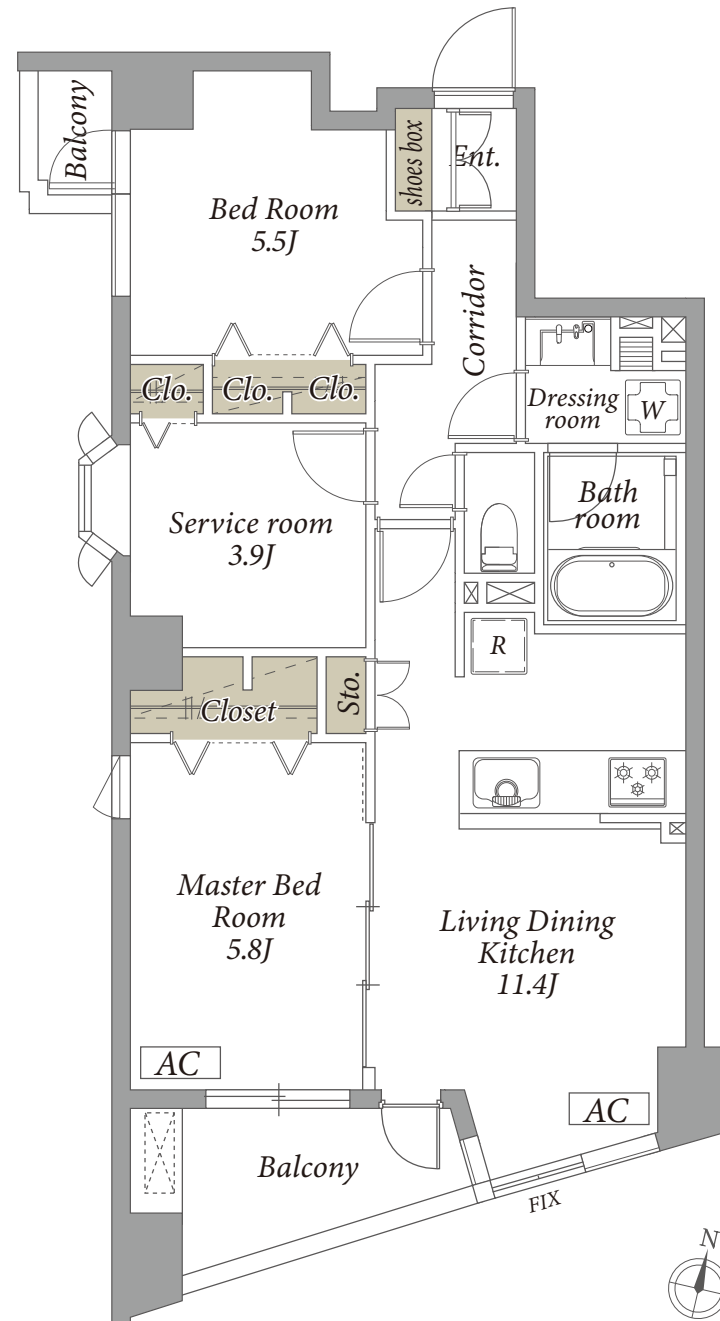 Balcony
shoes box
Ent.
Bed Room
5.5J
Corridor
Clo.
Clo.
Clo.
Dressing
room
W
Service room
3.9J
Bath
room
R
Closet
Sto.
Master Bed
Room
5.8J
Living Dining
Kitchen
11.4J
AC
AC
Balcony
FIX
N